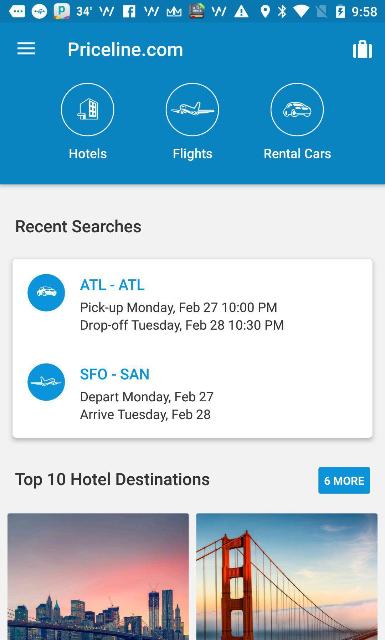 34° 9:58
Priceline.com
Hotels Flights Rental Cars
Recent Searches
ATL - ATL
Pick-up Monday, Feb 27 10:00 PM
Drop-off Tuesday, Feb 28 10:30 PM
SFO - SAN
Depart Monday, Feb 27
Arrive Tuesday, Feb 28
Top 10 Hotel Destinations 6 MORE